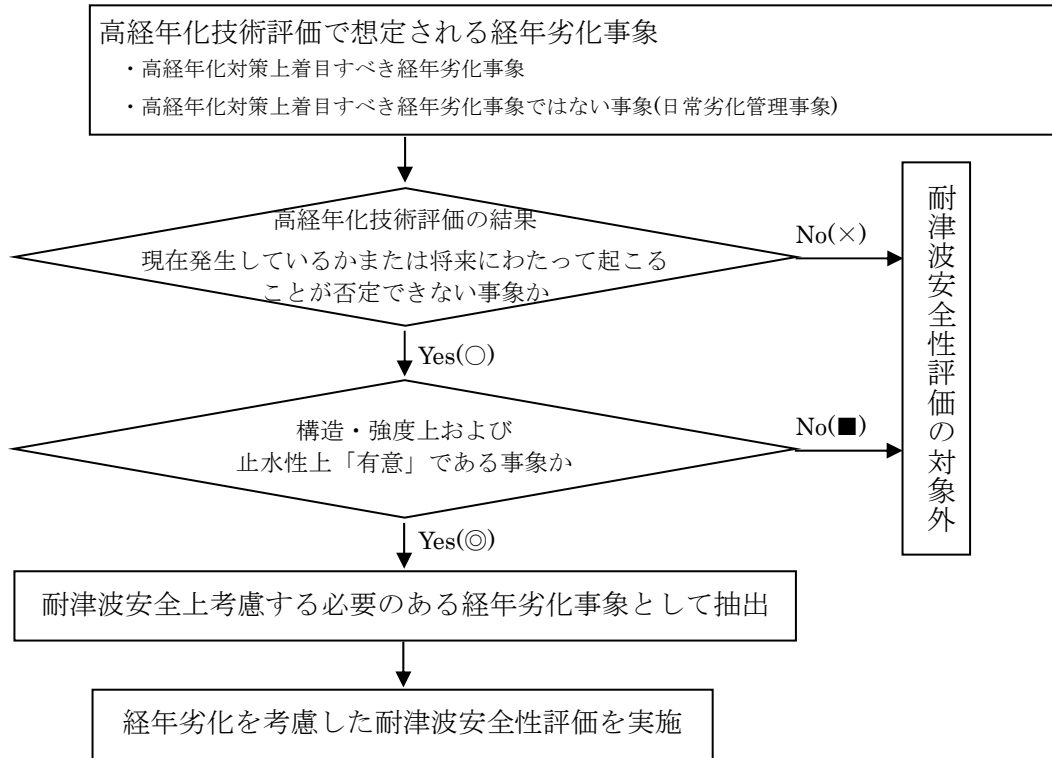 高経年化技術評価で想定される経年劣化事象
・高経年化対策上着目すべき経年劣化事象
・高経年化対策上着目すべき経年劣化事象ではない事象(日常劣化管理事象)
高経年化技術評価の結果
現在発生しているかまたは将来にわたって起こる
ことが否定できない事象か
No(×)
耐津波安全性評価の対象外
Yes(○)
構造・強度上および
止水性上「有意」である事象か
No(■)
Yes(◎)
耐津波安全上考慮する必要のある経年劣化事象として抽出
経年劣化を考慮した耐津波安全性評価を実施